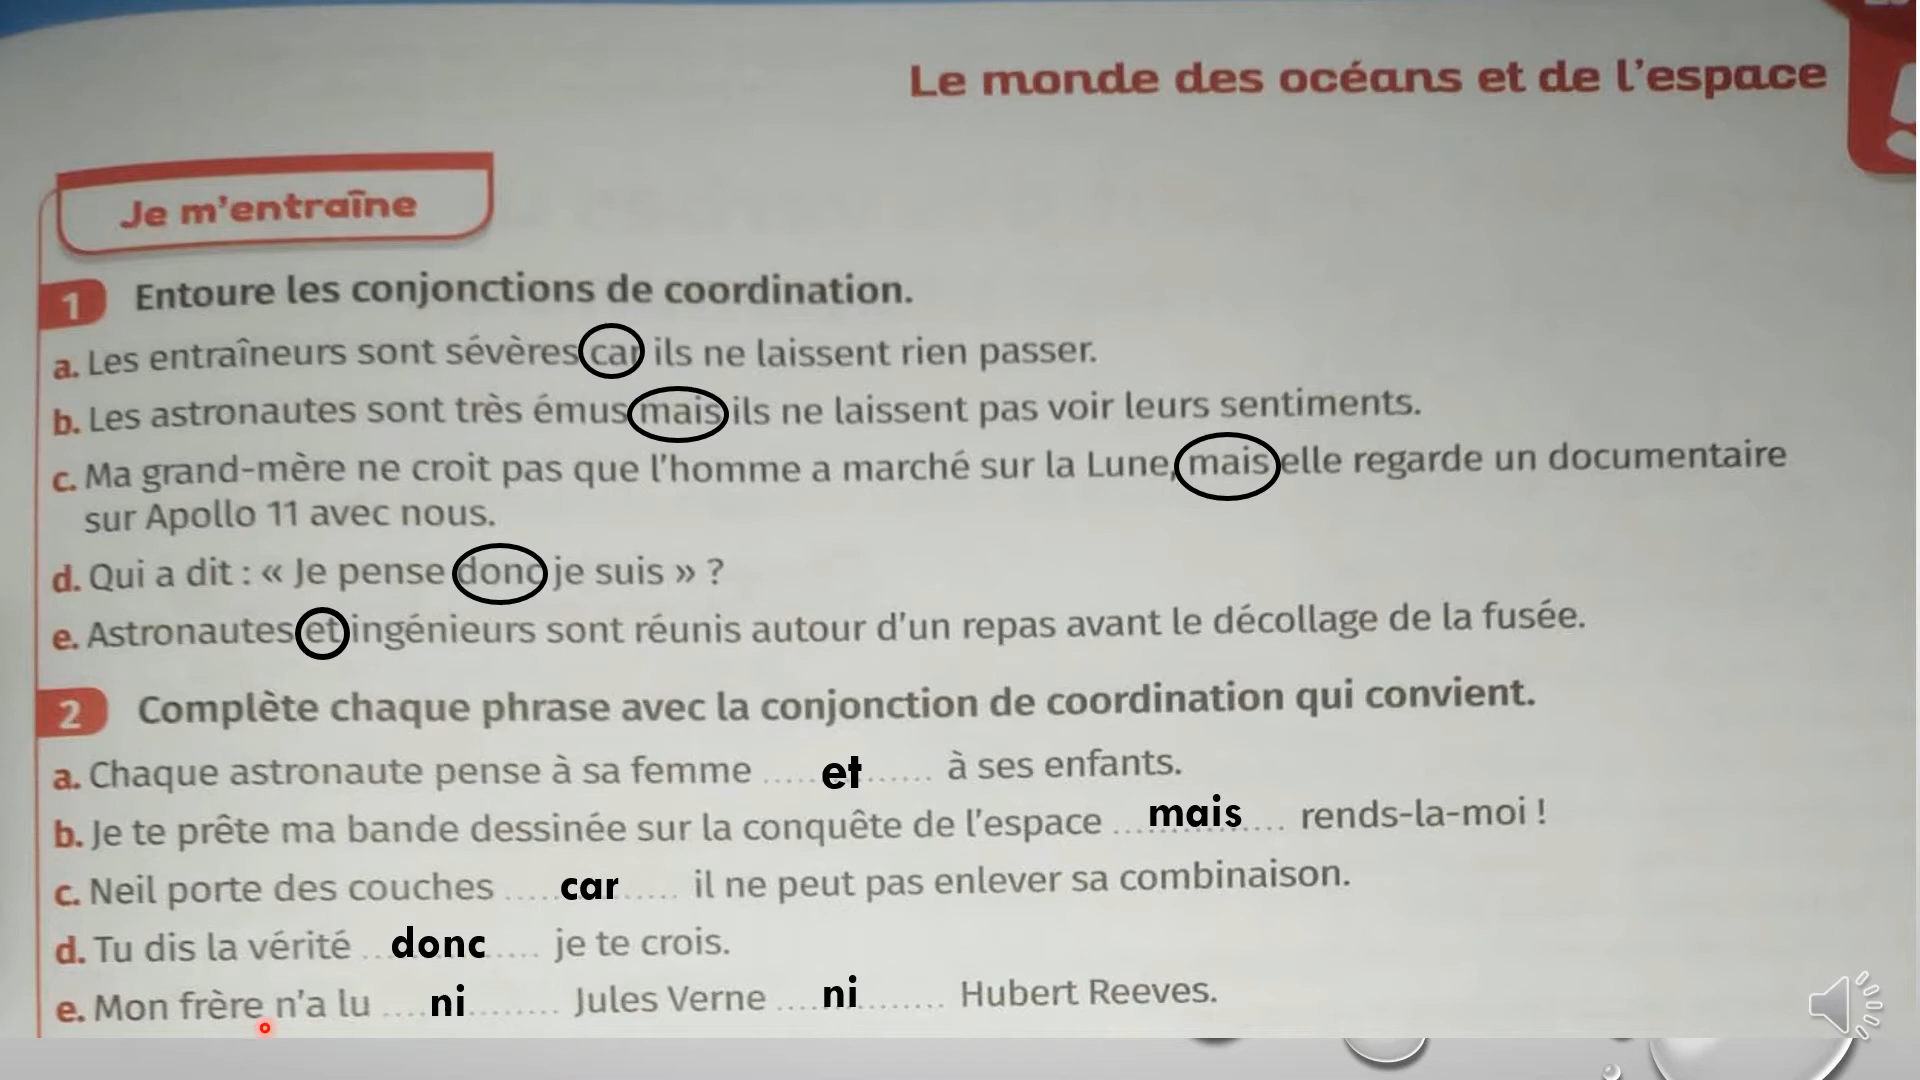 Le monde des océans et de l'espace
Je m'entraîne
1 Entoure les conjonctions de coordination.
a. Les entraîneurs sont sévères car ils ne laissent rien passer.
b. Les astronautes sont très émus mais ils ne laissent pas voir leurs sentiments.
c. Ma grand-mère ne croit pas que l'homme a marché sur la Lune, mais elle regarde un documentaire
sur Apollo 11 avec nous.
d. Qui a dit : « Je pense donc je suis » ?
e. Astronautes et ingénieurs sont réunis autour d'un repas avant le décollage de la fusée.
2 Complète chaque phrase avec la conjonction de coordination qui convient.
a. Chaque astronaute pense à sa femme ..... et ...... à ses enfants.
b. Je te prête ma bande dessinée sur la conquête de l'espace ... mais ... rends-la-moi !
c. Neil porte des couches ..... car ..... il ne peut pas enlever sa combinaison.
d. Tu dis la vérité .. donc .... je te crois.
e. Mon frère n'a lu .... ni ........ Jules Verne .... ni ........ Hubert Reeves.